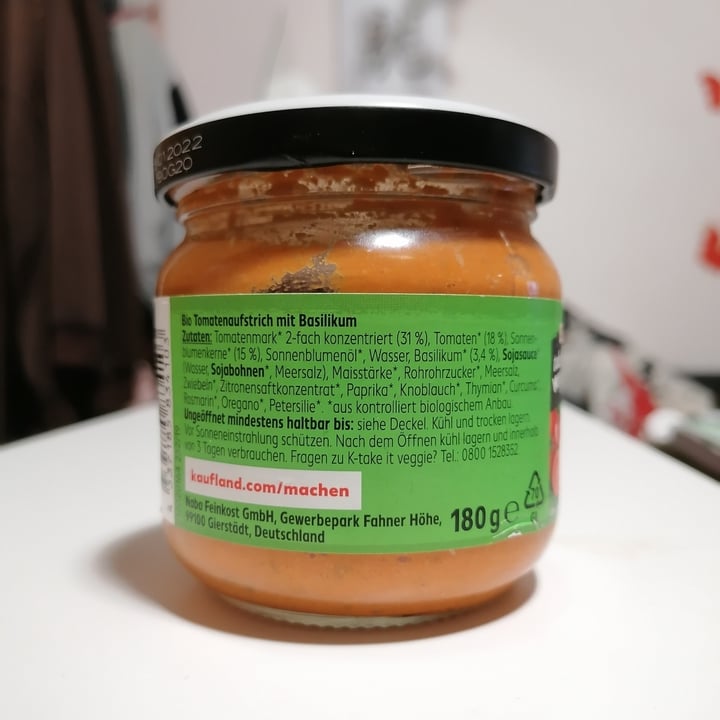 2022
Bio Tomatenaufstrich mit Basilikum
Zutaten: Tomatenmark* 2-fach konzentriert (31 %), Tomaten* (18 %), Sonnen-
blumenkerne* (15 %), Sonnenblumenöl*, Wasser, Basilikum* (3,4 %), Sojasauce*
(Wasser, Sojabohnen*, Meersalz), Maisstärke*, Rohrohrzucker*, Meersalz,
Zwiebeln*, Zitronensaftkonzentrat*, Paprika*, Knoblauch*, Thymian*, Curcuma*,
Rosmarin*, Oregano*, Petersilie*. *aus kontrolliert biologischem Anbau.
Ungeöffnet mindestens haltbar bis: siehe Deckel. Kühl und trocken lagern.
Vor Sonneneinstrahlung schützen. Nach dem Öffnen kühl lagern und innerhalb
von 3 Tagen verbrauchen. Fragen zu K-take it veggie? Tel.: 0800 1528352
kaufland.com/machen
Naba Feinkost GmbH, Gewerbepark Fahner Höhe,
99100 Gierstädt, Deutschland
180 g e
70
GL